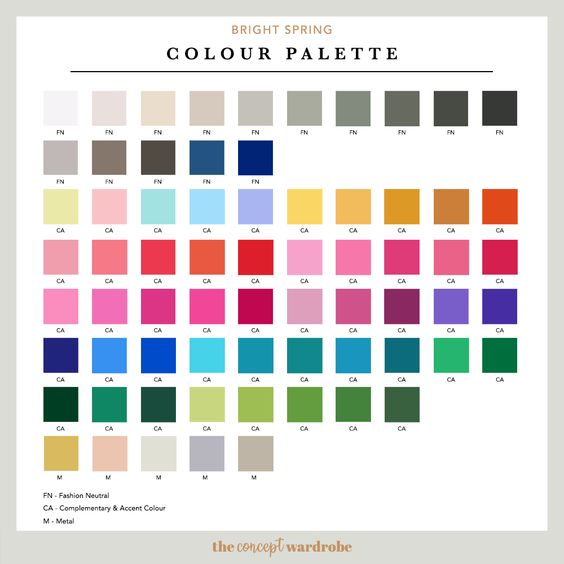 BRIGHT SPRING
COLOUR PALETTE
FN FN FN FN FN FN FN FN FN FN
FN FN FN FN FN
CA CA CA CA CA CA CA CA CA CA
CA CA CA CA CA CA CA CA CA CA
CA CA CA CA CA CA CA CA CA CA
CA CA CA CA CA CA CA CA CA CA
CA CA CA CA CA CA CA CA
M M M M M
FN - Fashion Neutral
CA - Complementary & Accent Colour
M - Metal
the concept wardrobe